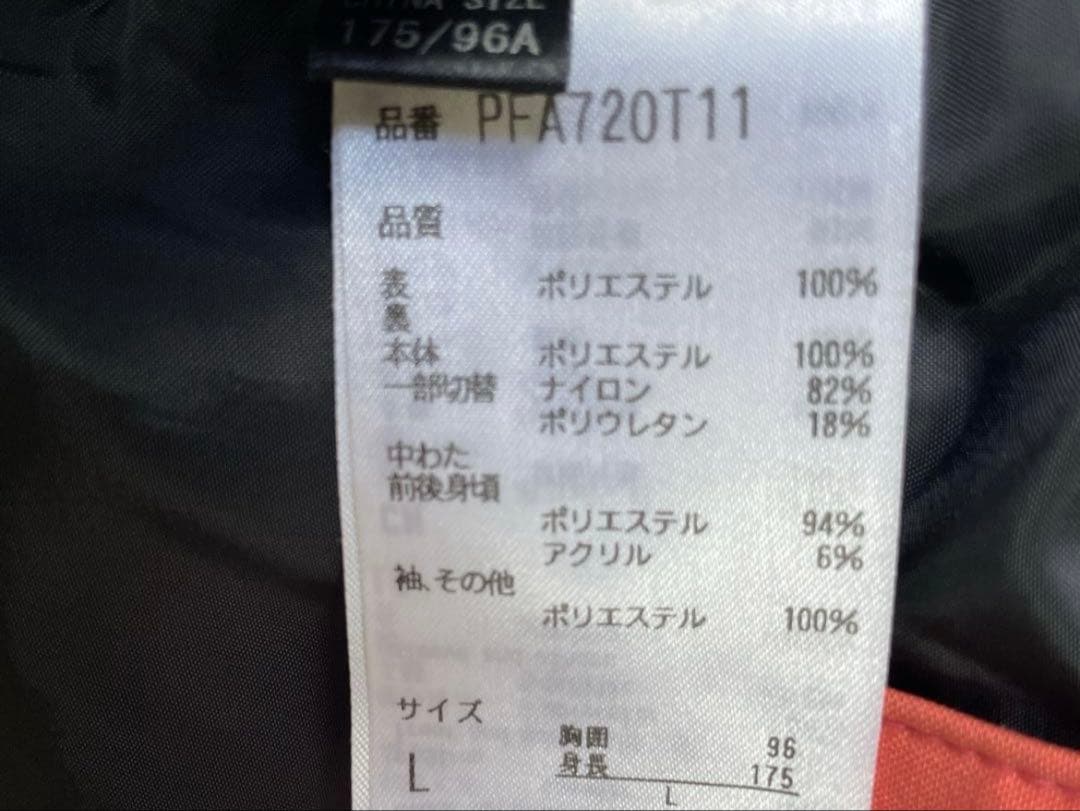 CHINA SIZE
175/96A
品番 PFA720T11
品質
表 ポリエステル 100%
裏
本体 ポリエステル 100%
一部切替 ナイロン 82%
ポリウレタン 18%
中わた
前後身頃
ポリエステル 94%
アクリル 6%
袖、その他
ポリエステル 100%
サイズ
胸囲 96
L 身長 175
L